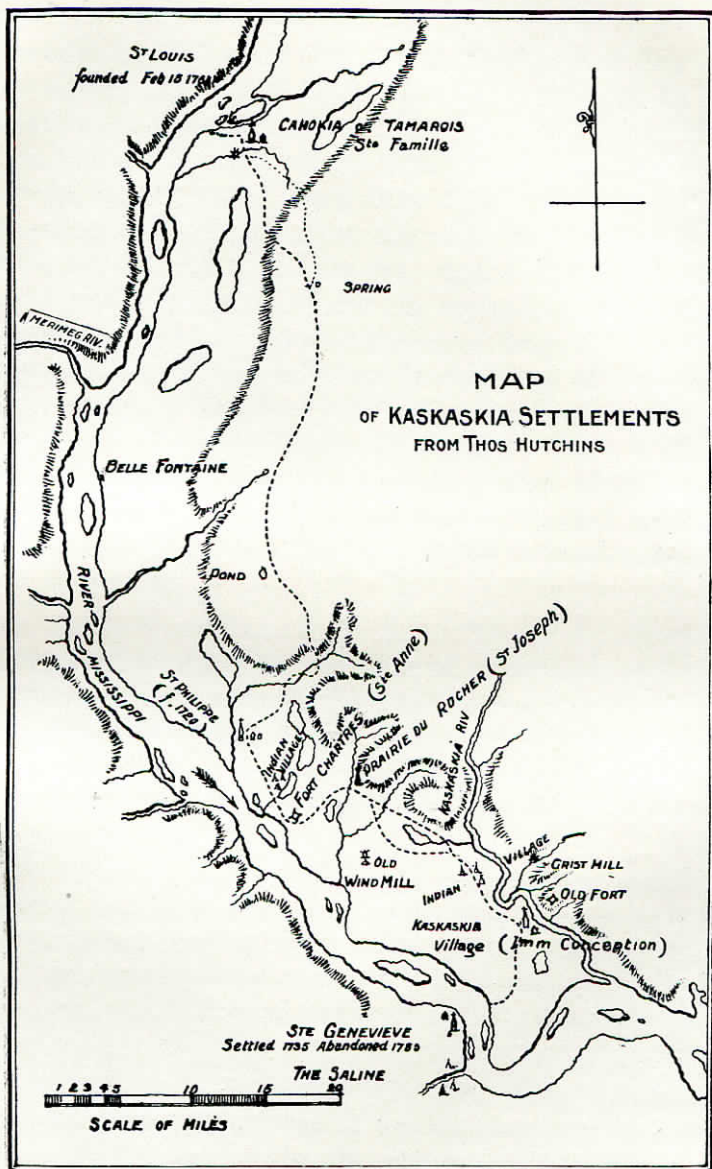 ST LOUIS
founded Feb 15 1764
CAHOKIA or TAMAROIS
Ste Famille
SPRING
MERIMEG RIV.
MAP
OF KASKASKIA SETTLEMENTS
FROM THOS HUTCHINS
BELLE FONTAINE
POND
RIVER
MISSISSIPPI
ST PHILIPPE
(F. 1720)
INDIAN
VILLAGE
FORT CHARTRES
(Ste Anne)
PRAIRIE DU ROCHER (St Joseph)
KASKASKIA RIV
OLD
WIND MILL
INDIAN
VILLAGE
GRIST MILL
OLD FORT
KASKASKIA
Village (Imm Conception)
STE GENEVIEVE
Settled 1735 Abandoned 1780
THE SALINE
1 2 3 4 5 10 15 20
SCALE OF MILES